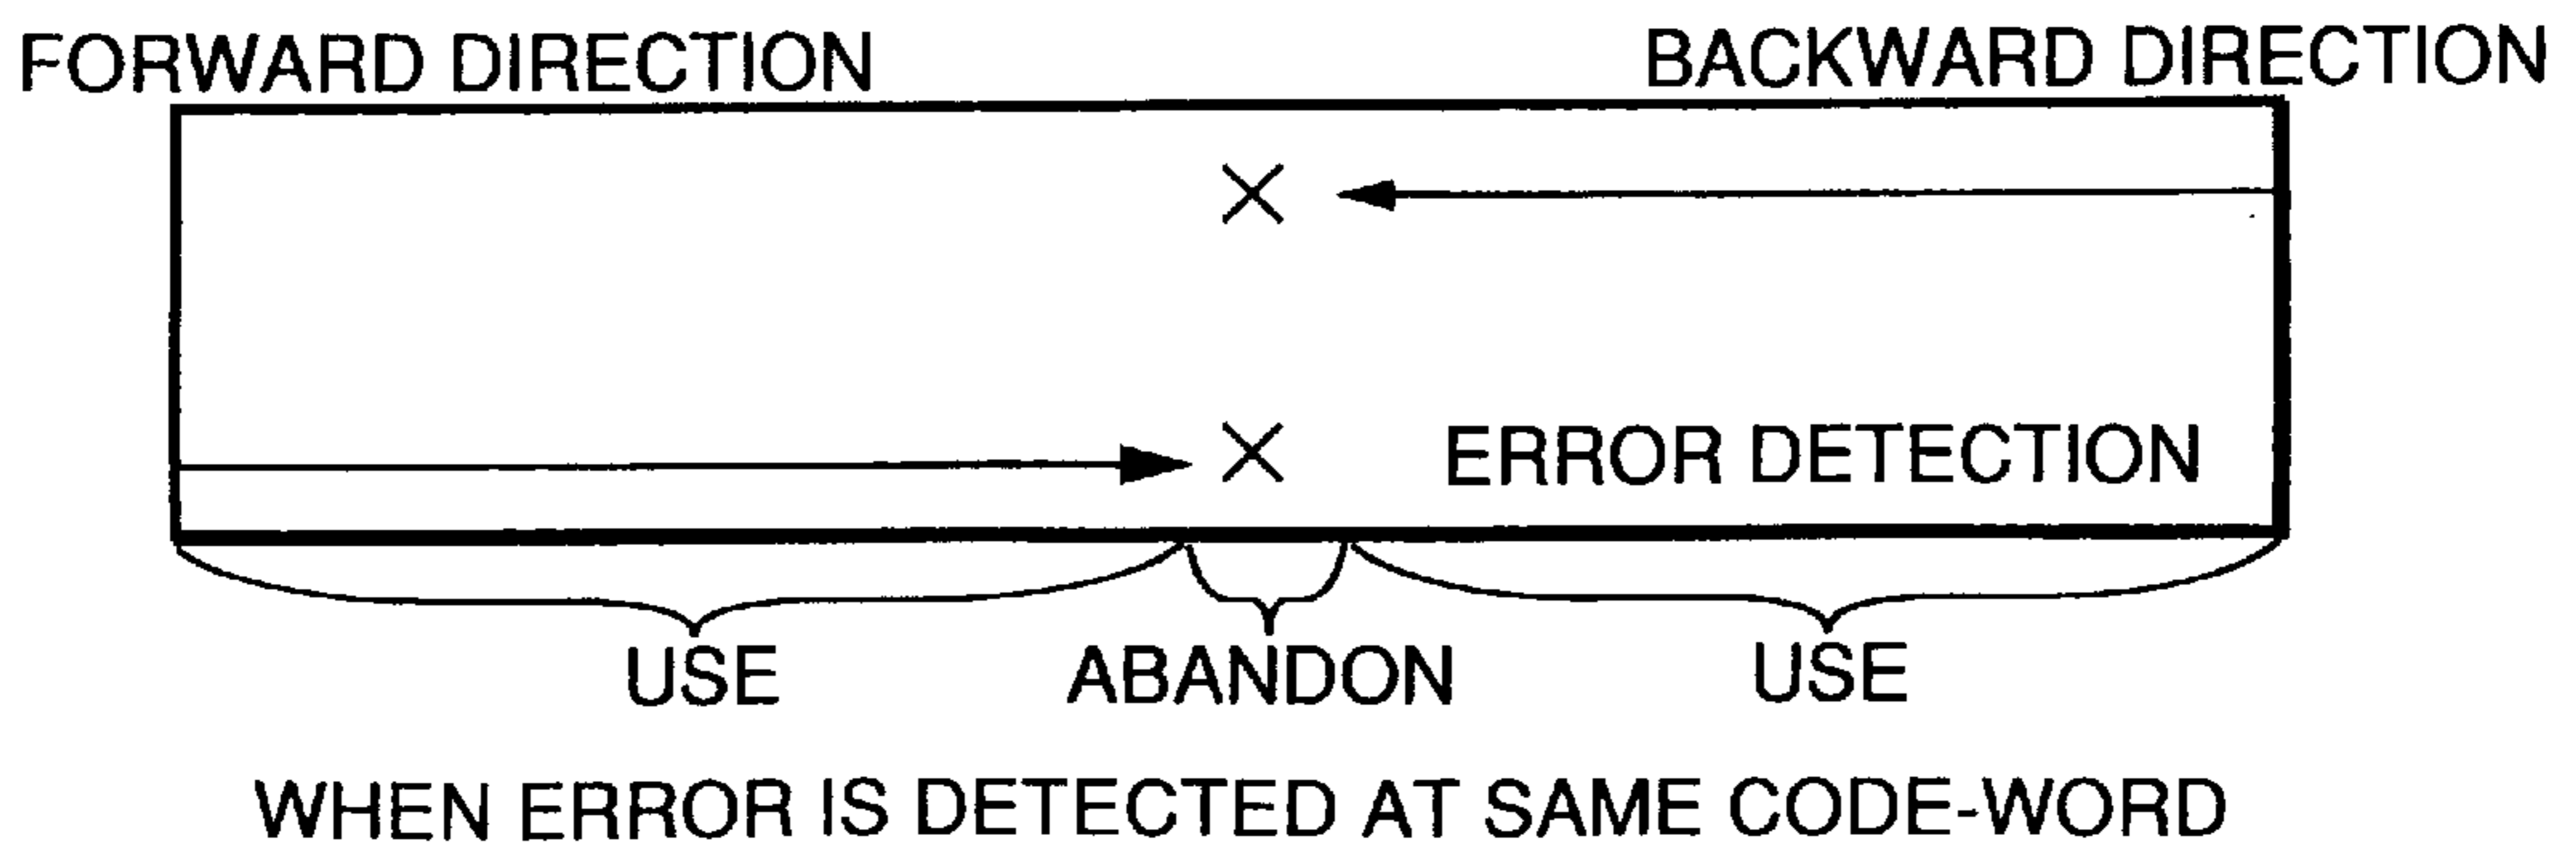 FORWARD DIRECTION
BACKWARD DIRECTION
ERROR DETECTION
USE
ABANDON
USE
WHEN ERROR IS DETECTED AT SAME CODE-WORD